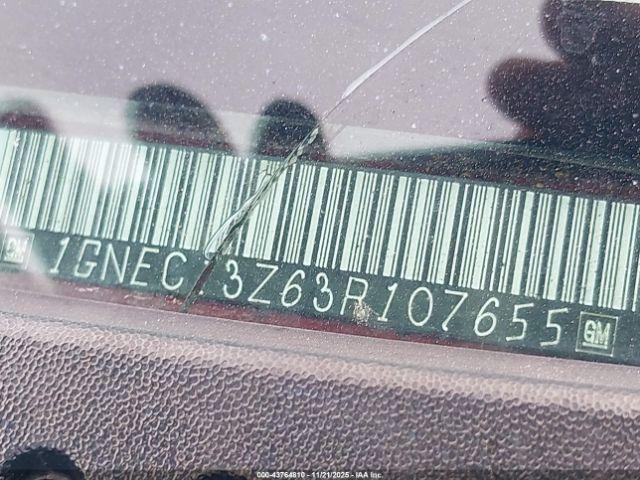 GM 1GNEC 3Z63R107655 GM
000-43764810 - 11/21/2025 - IAA Inc.